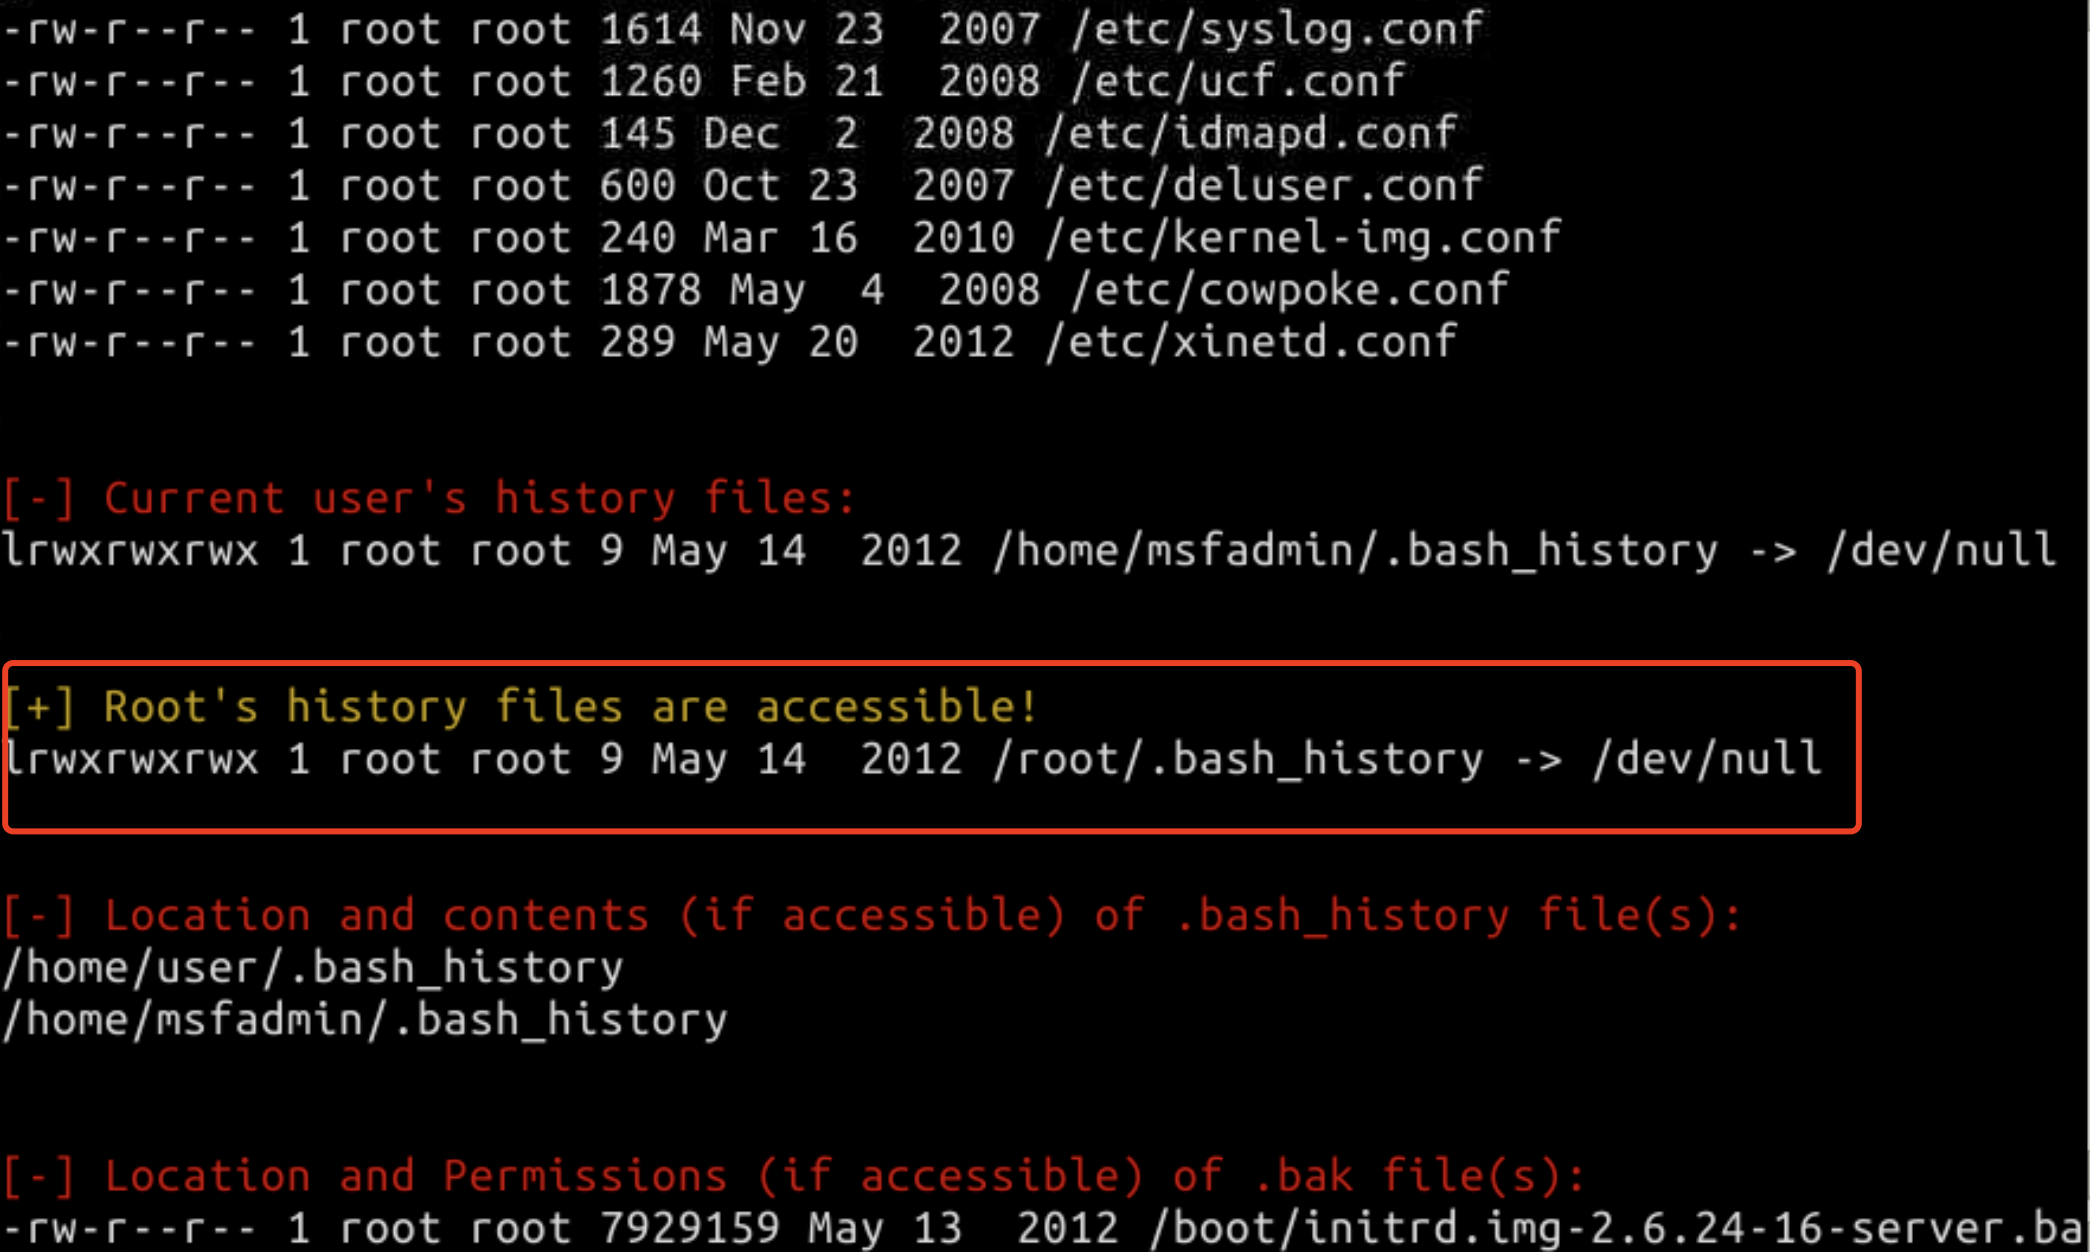 -rw-r--r-- 1 root root 1614 Nov 23  2007 /etc/syslog.conf
-rw-r--r-- 1 root root 1260 Feb 21  2008 /etc/ucf.conf
-rw-r--r-- 1 root root 145 Dec  2  2008 /etc/idmapd.conf
-rw-r--r-- 1 root root 600 Oct 23  2007 /etc/deluser.conf
-rw-r--r-- 1 root root 240 Mar 16  2010 /etc/kernel-img.conf
-rw-r--r-- 1 root root 1878 May  4  2008 /etc/cowpoke.conf
-rw-r--r-- 1 root root 289 May 20  2012 /etc/xinetd.conf
[-] Current user's history files:
lrwxrwxrwx 1 root root 9 May 14  2012 /home/msfadmin/.bash_history -> /dev/null
[+] Root's history files are accessible!
lrwxrwxrwx 1 root root 9 May 14  2012 /root/.bash_history -> /dev/null
[-] Location and contents (if accessible) of .bash_history file(s):
/home/user/.bash_history
/home/msfadmin/.bash_history
[-] Location and Permissions (if accessible) of .bak file(s):
-rw-r--r-- 1 root root 7929159 May 13  2012 /boot/initrd.img-2.6.24-16-server.ba